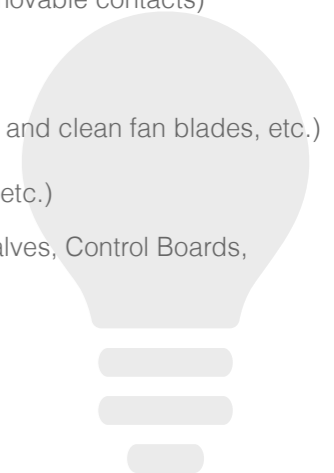 movable contacts)
and clean fan blades, etc.)
etc.)
alves, Control Boards,